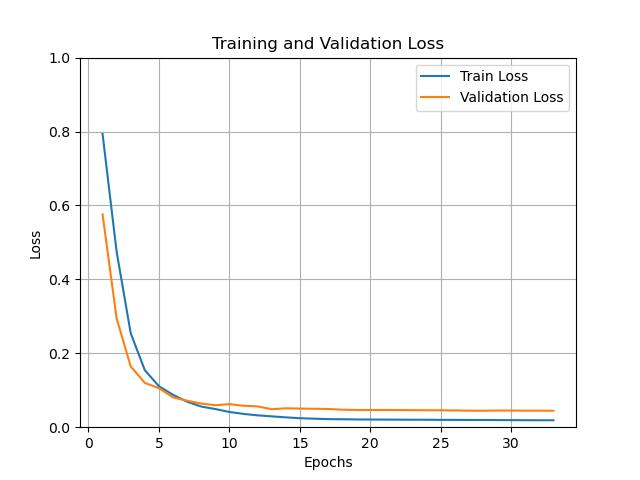 Training and Validation Loss
1.0
0.8
0.6
0.4
0.2
0.0
Loss
Train Loss
Validation Loss
0 5 10 15 20 25 30
Epochs